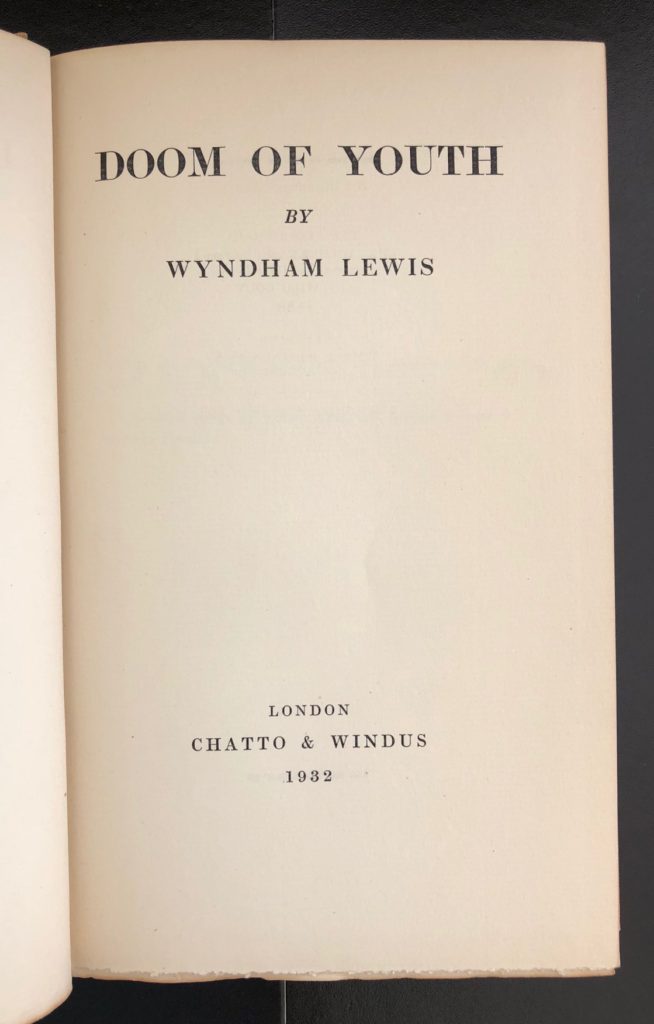 DOOM OF YOUTH
BY
WYNDHAM LEWIS
LONDON
CHATTO & WINDUS
1932